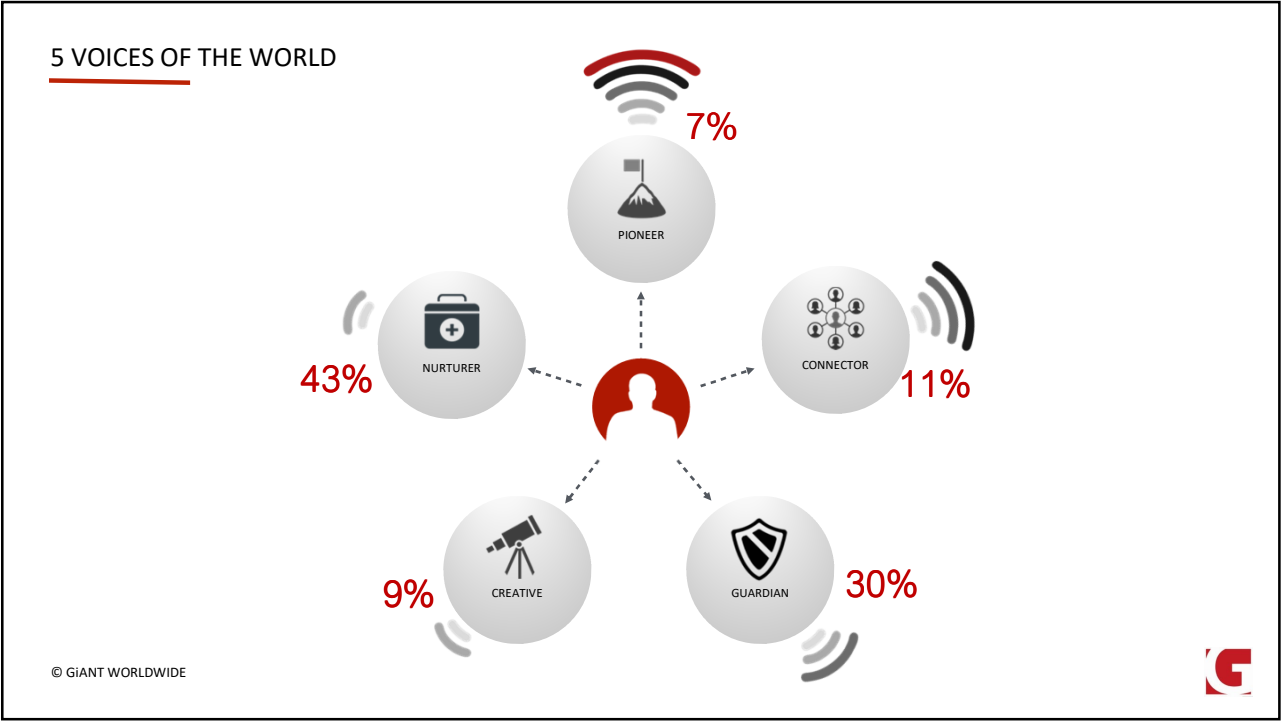 5 VOICES OF THE WORLD
7%
PIONEER
NURTURER
43%
CONNECTOR
11%
CREATIVE
9%
GUARDIAN
30%
© GiANT WORLDWIDE
G